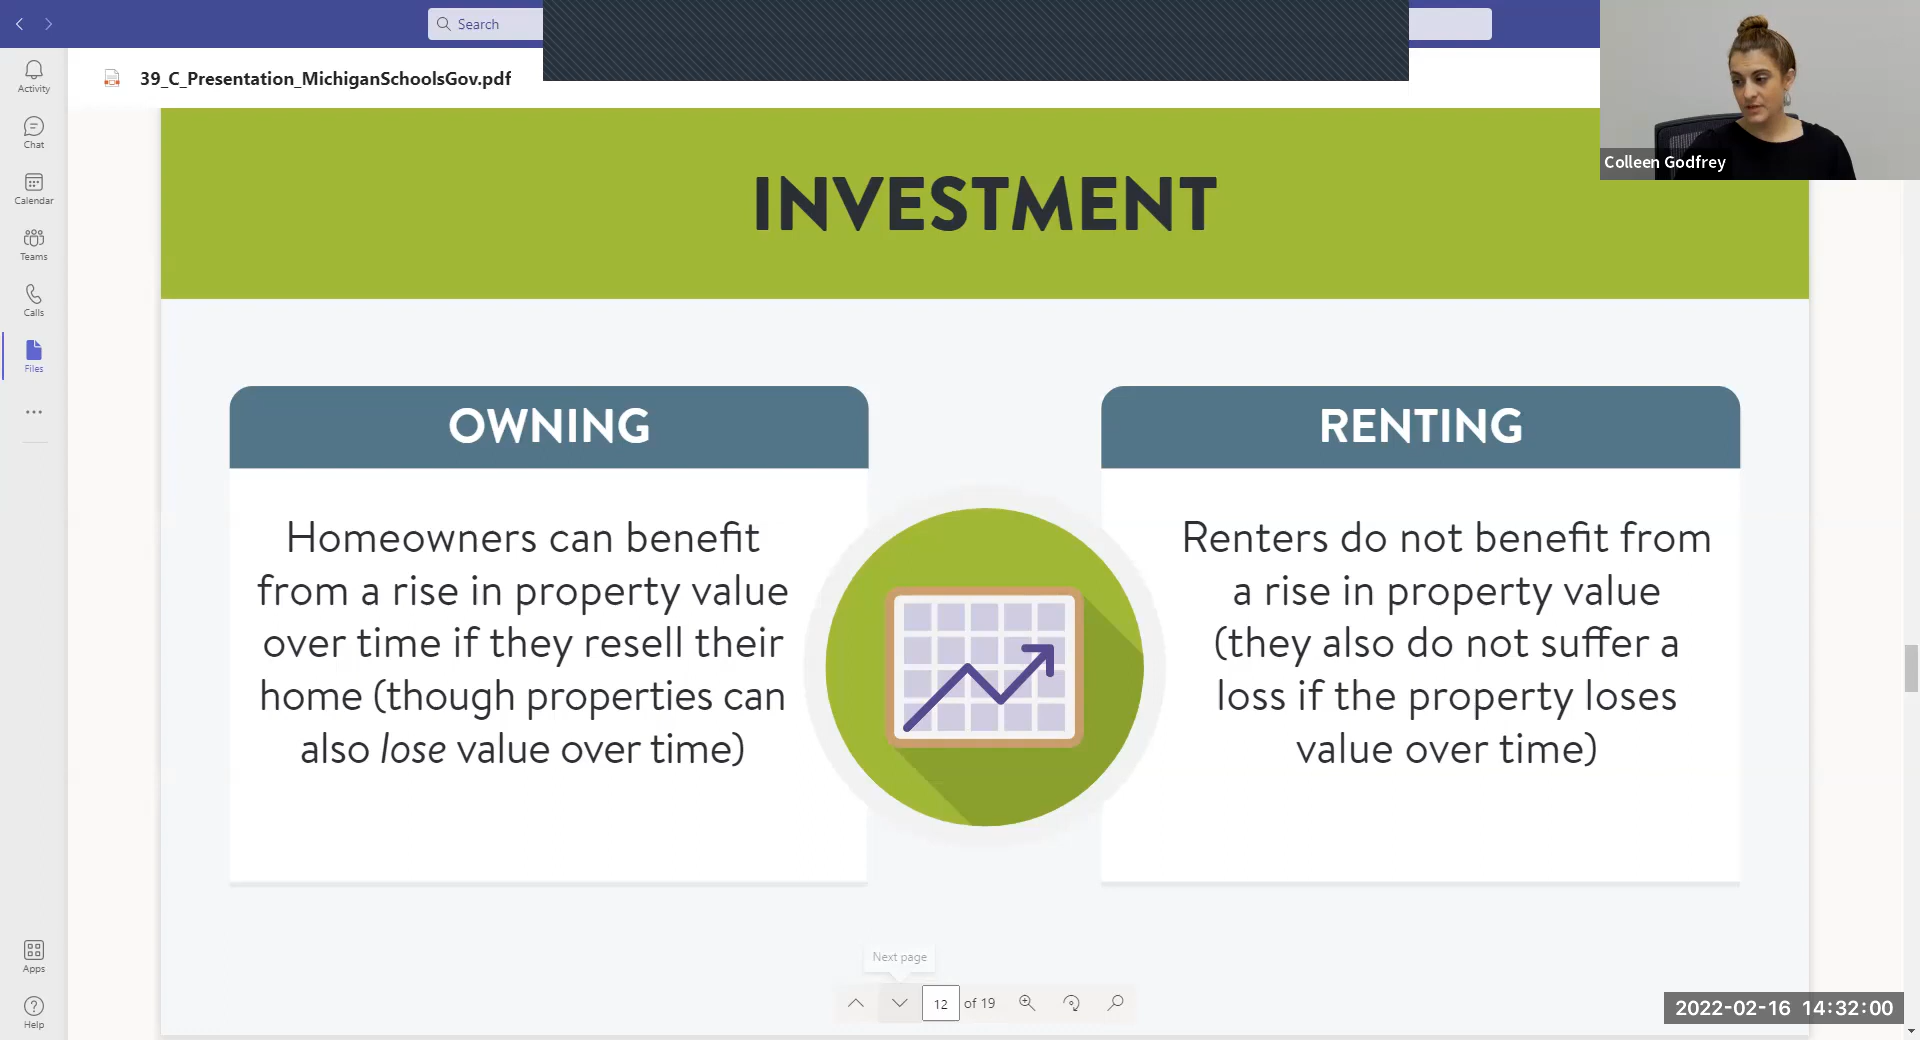 Search
Activity
Chat
Calendar
Teams
Calls
Files
Apps
Help
39_C_Presentation_MichiganSchoolsGov.pdf
Colleen Godfrey
INVESTMENT
OWNING
Homeowners can benefit
from a rise in property value
over time if they resell their
home (though properties can
also lose value over time)
RENTING
Renters do not benefit from
a rise in property value
(they also do not suffer a
loss if the property loses
value over time)
Next page
12 of 19
2022-02-16 14:32:00